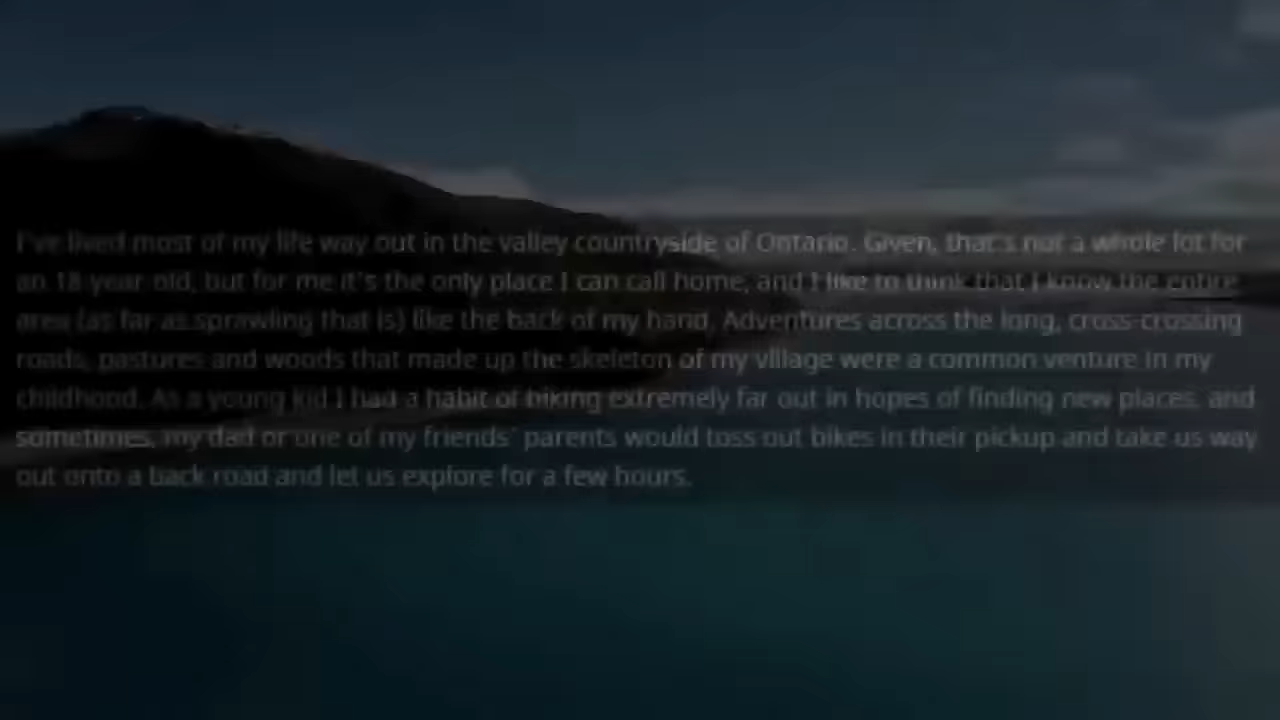 I've lived most of my life way out in the valley countryside of Ontario. Given, that's not a whole lot for
an 18 year old, but for me it's the only place I can call home, and I like to think that I know the entire
area (as far as sprawling that is) like the back of my hand. Adventures across the long, cross-crossing
roads, pastures and woods that made up the skeleton of my village were a common venture in my
childhood. As a young kid I had a habit of hiking extremely far out in hopes of finding new places, and
sometimes, my dad or one of my friends' parents would toss out bikes in their pickup and take us way
out onto a back road and let us explore for a few hours.